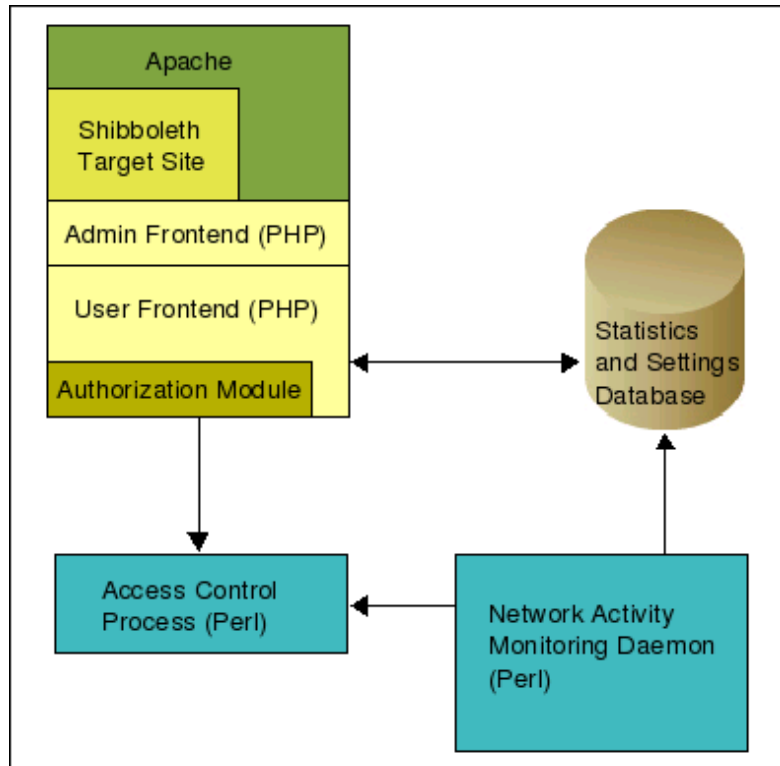 Apache
Shibboleth
Target Site
Admin Frontend (PHP)
User Frontend (PHP)
Authorization Module
Statistics
and Settings
Database
Access Control
Process (Perl)
Network Activity
Monitoring Daemon
(Perl)